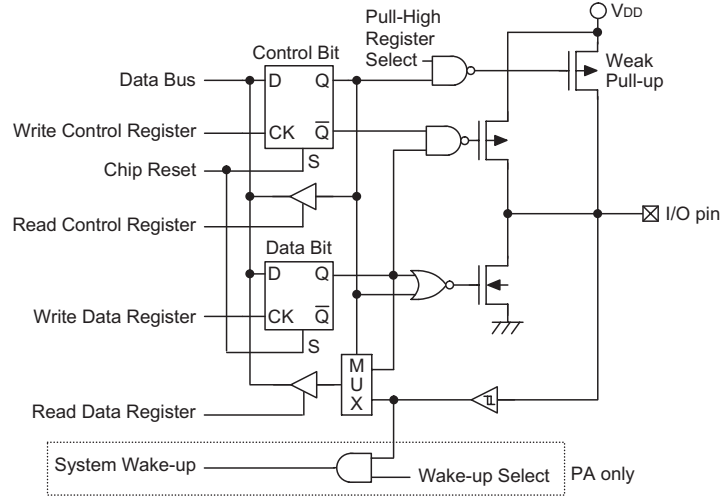 Pull-High
Register
Select
VDD
Control Bit
Weak
Pull-up
Data Bus
D
Q
Write Control Register
CK
Q
Chip Reset
S
Read Control Register
I/O pin
Data Bit
D
Q
Write Data Register
CK
Q
S
M
U
X
Read Data Register
System Wake-up
Wake-up Select
PA only